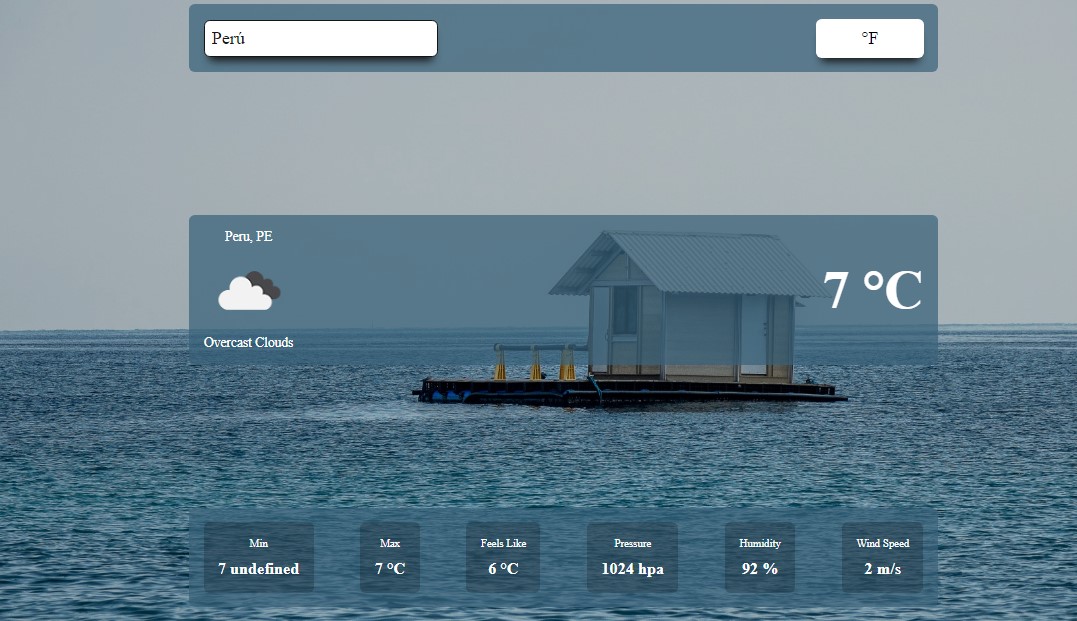 Perú
°F
Peru, PE
7 °C
Overcast Clouds
Min
7 undefined
Max
7 °C
Feels Like
6 °C
Pressure
1024 hpa
Humidity
92 %
Wind Speed
2 m/s